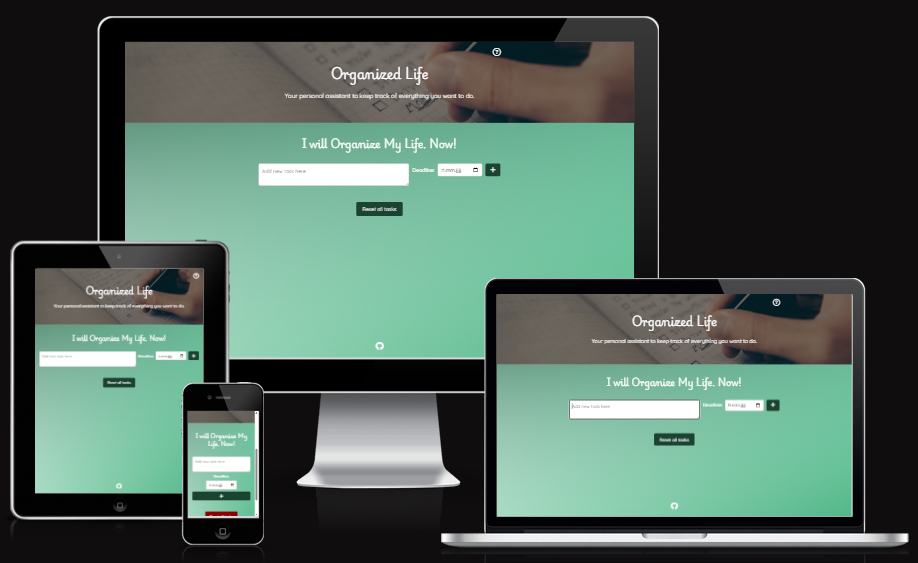 Organized Life
Your personal assistant to keep track of everything you want to do.
I will Organize My Life, Now!
Add new task here
Deadline:
+
Reset all tasks
Organized Life
Your personal assistant to keep track of everything you want to do.
I will Organize My Life, Now!
Add new task here
Deadline:
+
Reset all tasks
I will Organize My
Life, Now!
Add new task here
Deadline:
+
Organized Life
Your personal assistant to keep track of everything you want to do.
I will Organize My Life, Now!
Add new task here
Deadline:
+
Reset all tasks